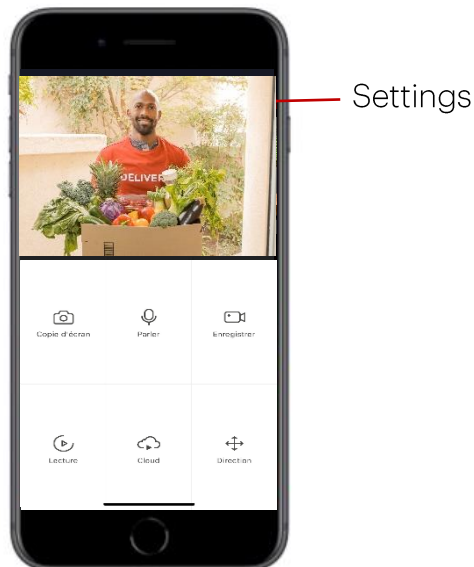 Settings
DELIVER
Copie d'écran
Parler
Enregistrer
Lecture
Cloud
Direction